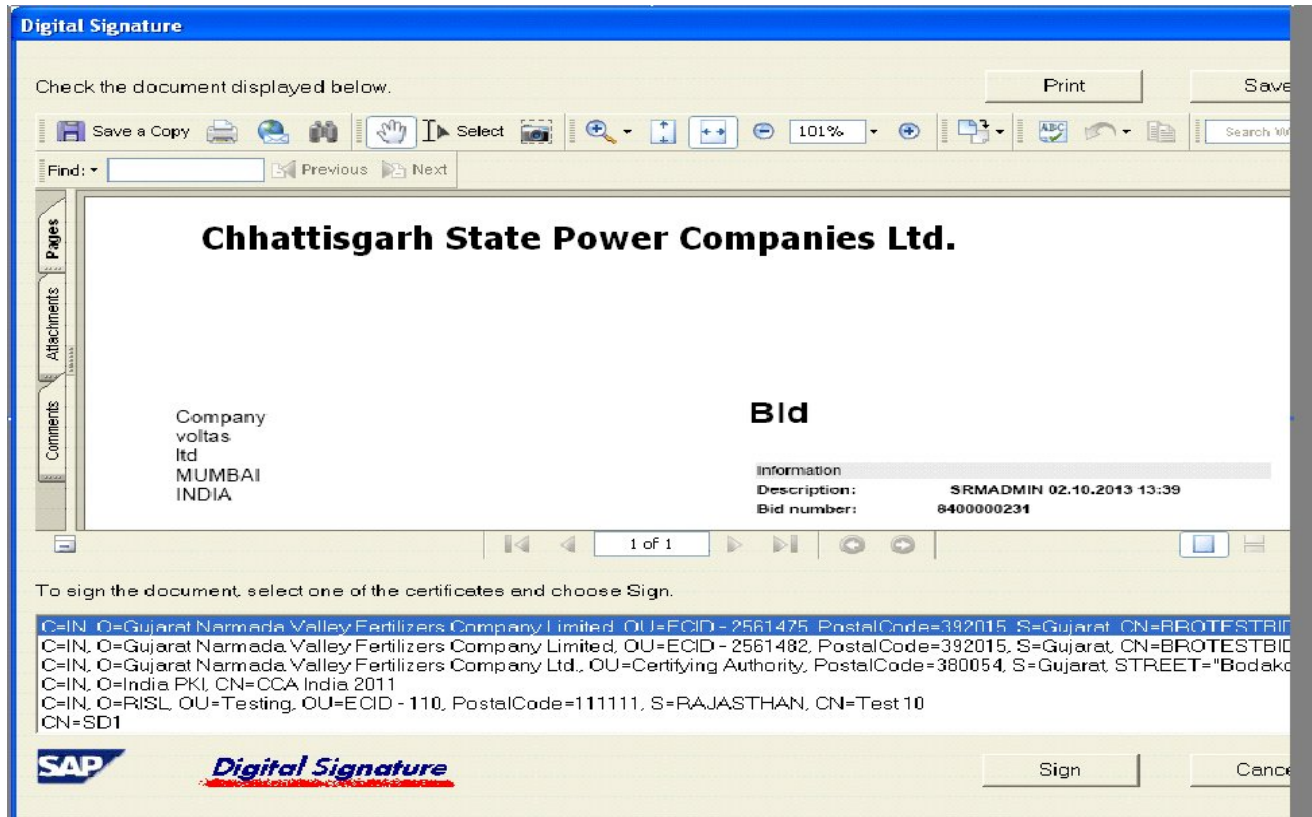 Digital Signature
Check the document displayed below.
Print
Save
Save a Copy
Select
101%
Search W
Find:
Previous
Next
Pages
Attachments
Comments
Chhattisgarh State Power Companies Ltd.
Company
voltas
ltd
MUMBAI
INDIA
Bid
Information
Description: SRMADMIN 02.10.2013 13:39
Bid number: 8400000231
1 of 1
To sign the document, select one of the certificates and choose Sign.
C=IN, O=Gujarat Narmada Valley Fertilizers Company Limited, OU=ECID - 2561475, PostalCode=392015, S=Gujarat, CN=BROTESTBID
C=IN, O=Gujarat Narmada Valley Fertilizers Company Limited, OU=ECID - 2561482, PostalCode=392015, S=Gujarat, CN=BROTESTBID
C=IN, O=Gujarat Narmada Valley Fertilizers Company Ltd., OU=Certifying Authority, PostalCode=380054, S=Gujarat, STREET="Bodakd
C=IN, O=India PKI, CN=CCA India 2011
C=IN, O=RISL, OU=Testing, OU=ECID - 110, PostalCode=111111, S=RAJASTHAN, CN=Test 10
CN=SD1
SAP
Digital Signature
Sign
Cance